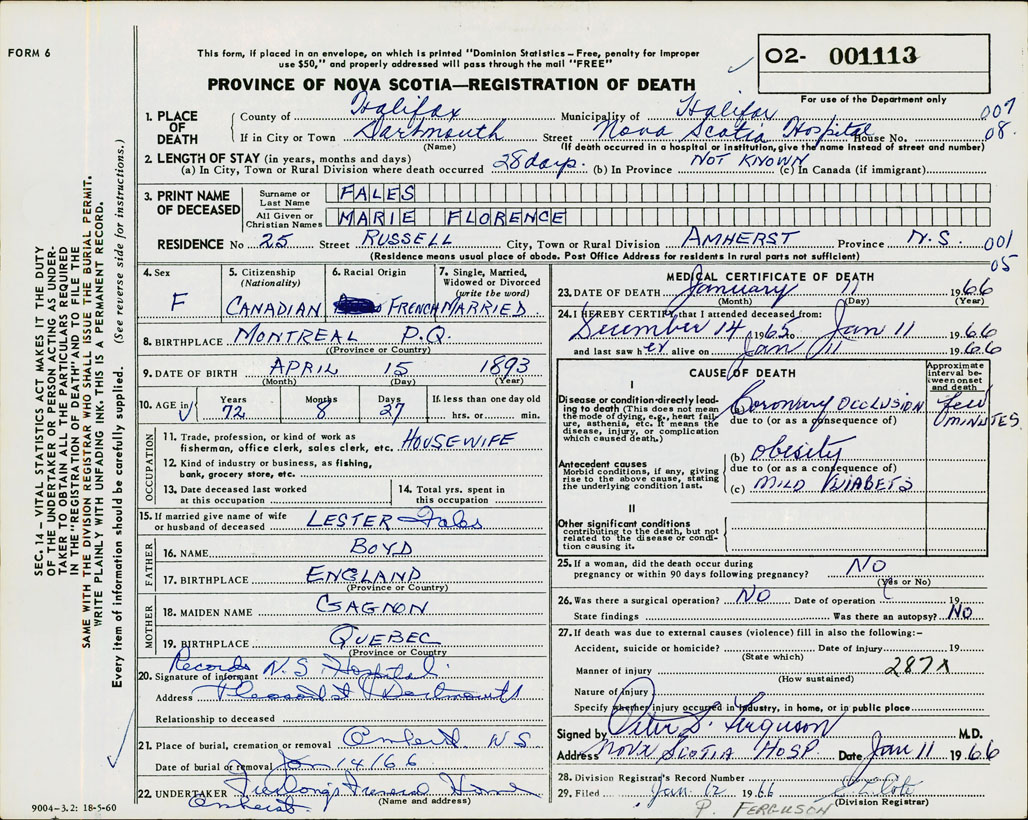 FORM 6
This form, if placed in an envelope, on which is printed "Dominion Statistics – Free, penalty for improper
use $50," and properly addressed will pass through the mail "FREE"
O2- 001113
For use of the Department only
PROVINCE OF NOVA SCOTIA—REGISTRATION OF DEATH
1. PLACE OF DEATH County of Halifax Municipality of Halifax 007
If in City or Town Dartmouth Street Nova Scotia Hospital House No. 08
(Name) (If death occurred in a hospital or institution, give the name instead of street and number)
2. LENGTH OF STAY (in years, months and days)
(a) In City, Town or Rural Division where death occurred 28 days (b) In Province NOT KNOWN (c) In Canada (if immigrant)
3. PRINT NAME OF DECEASED Surname or Last Name FALES
All Given or Christian Names MARIE FLORENCE
RESIDENCE No 25 Street RUSSELL City, Town or Rural Division AMHERST Province N.S. 001
(Residence means usual place of abode. Post Office Address for residents in rural parts not sufficient) 05
4. Sex F
5. Citizenship (Nationality) CANADIAN
6. Racial Origin FRENCH
7. Single, Married, Widowed or Divorced (write the word) MARRIED
8. BIRTHPLACE MONTREAL P.Q.
(Province or Country)
9. DATE OF BIRTH APRIL 15 1893
(Month) (Day) (Year)
10. AGE in Years 72 Months 8 Days 27 If less than one day old hrs. or min.
OCCUPATION
11. Trade, profession, or kind of work as
fisherman, office clerk, sales clerk, etc. HOUSEWIFE
12. Kind of industry or business, as fishing,
bank, grocery store, etc.
13. Date deceased last worked
at this occupation
14. Total yrs. spent in
this occupation
15. If married give name of wife
or husband of deceased LESTER Fales
FATHER
16. NAME BOYD
17. BIRTHPLACE ENGLAND
(Province or Country)
MOTHER
18. MAIDEN NAME GAGNON
19. BIRTHPLACE QUEBEC
(Province or Country)
20. Signature of informant Records N.S. Hospital
Address Pleasant St Dartmouth
Relationship to deceased
21. Place of burial, cremation or removal Amherst N S
Date of burial or removal Jan 14/66
22. UNDERTAKER Furlong's Funeral Home
(Name and address)
Amherst.
MEDICAL CERTIFICATE OF DEATH
23. DATE OF DEATH January 11 1966
(Month) (Day) (Year)
24. I HEREBY CERTIFY that I attended deceased from:
December 14 1965 to Jan 11 1966
and last saw her alive on Jan 11 1966
CAUSE OF DEATH
Approximate interval between onset and death
I
Disease or condition directly leading to death (This does not mean the mode of dying, e.g., heart failure, asthenia, etc. It means the disease, injury, or complication which caused death.)
(a) Coronary OCCLUSION few MINUTES
due to (or as a consequence of)
Antecedent causes
Morbid conditions, if any, giving rise to the above cause, stating the underlying condition last.
(b) obesity
due to (or as a consequence of)
(c) MILD DIABETS
II
Other significant conditions
contributing to the death, but not related to the disease or condition causing it.
25. If a woman, did the death occur during
pregnancy or within 90 days following pregnancy? NO
(Yes or No)
26. Was there a surgical operation? NO Date of operation 19
State findings Was there an autopsy? No
27. If death was due to external causes (violence) fill in also the following:–
Accident, suicide or homicide? Date of injury 19
(State which)
Manner of injury 287X
(How sustained)
Nature of Injury
Specify whether injury occurred in Industry, in home, or in public place
Signed by Peter S. Ferguson M.D.
Address NOVA SCOTIA HOSP Date Jan 11 1966
28. Division Registrar's Record Number
29. Filed Jan. 12 1966
(Division Registrar)
P. FERGUSON
SEC. 14 – VITAL STATISTICS ACT MAKES IT THE DUTY
OF THE UNDERTAKER OR PERSON ACTING AS UNDER-
TAKER TO OBTAIN ALL THE PARTICULARS REQUIRED
IN THE "REGISTRATION OF DEATH" AND TO FILE THE
SAME WITH THE DIVISION REGISTRAR WHO SHALL ISSUE THE BURIAL PERMIT.
WRITE PLAINLY WITH UNFADING INK. THIS IS A PERMANENT RECORD.
Every item of information should be carefully supplied. (See reverse side for instructions.)
9004–3.2: 18-5-60